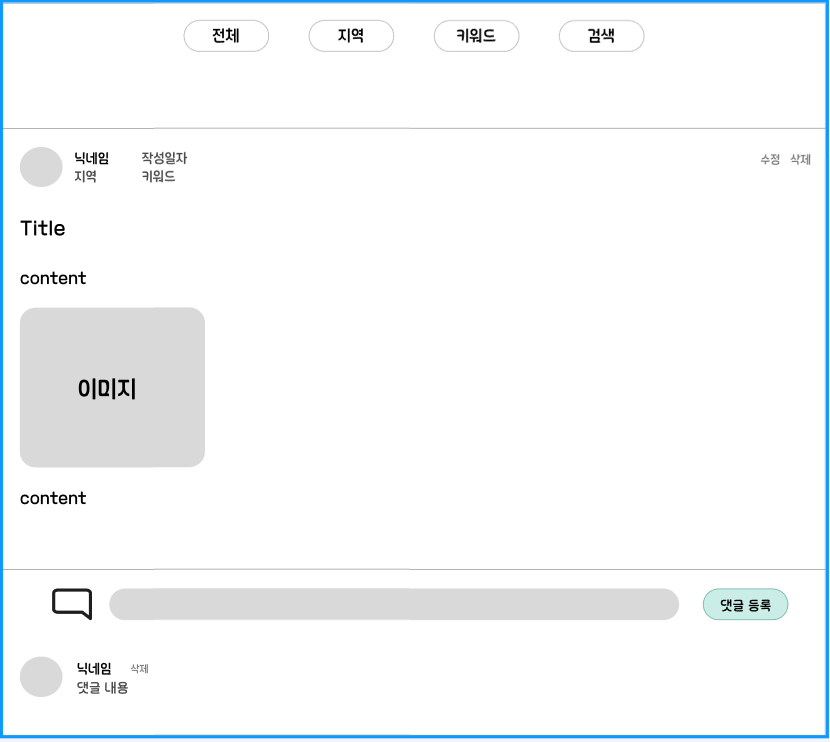 전체 지역 키워드 검색
닉네임 작성일자 수정 삭제
지역 키워드
Title
content
이미지
content
댓글 등록
닉네임 삭제
댓글 내용